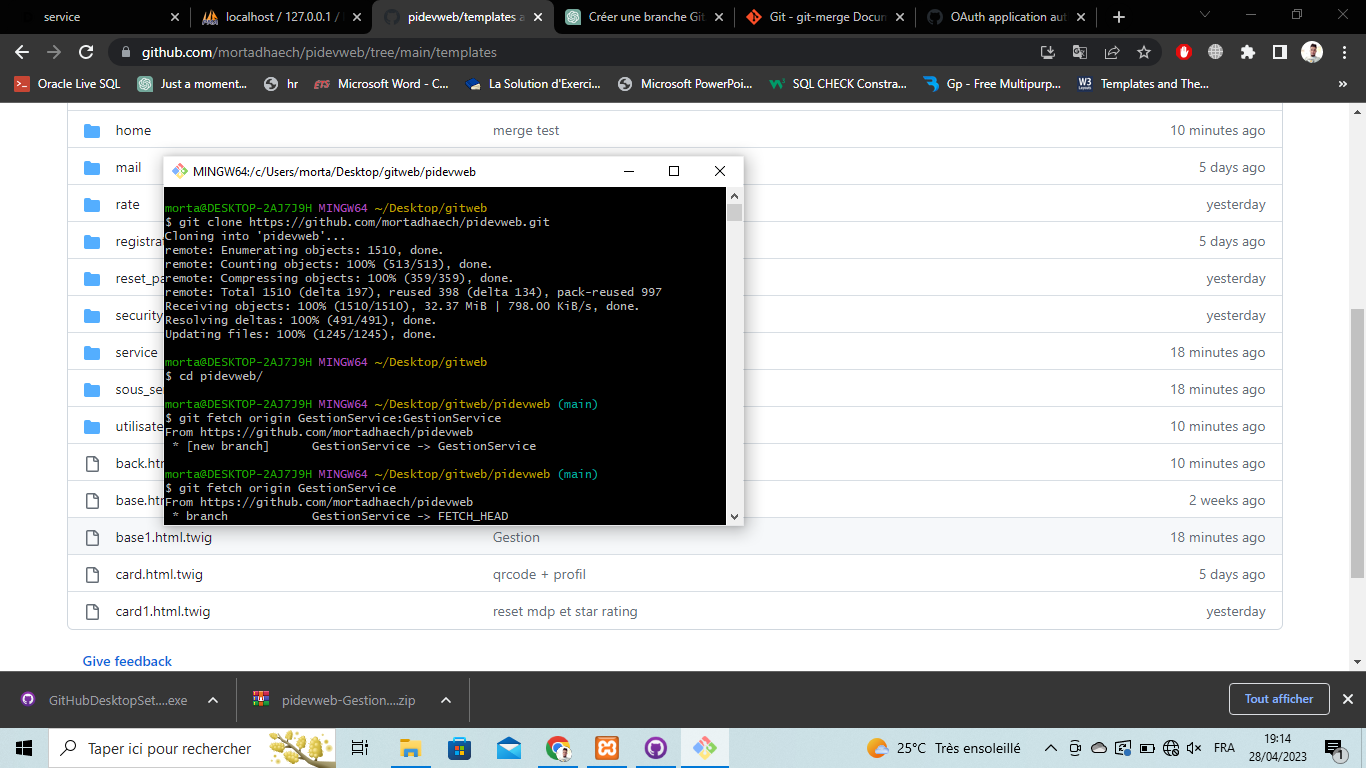 service
localhost / 127.0.0.1 /
pidevweb/templates a
Créer une branche Git
Git - git-merge Docum
OAuth application aut
github.com/mortadhaech/pidevweb/tree/main/templates
Oracle Live SQL
Just a moment...
hr
Microsoft Word - C...
La Solution d'Exerci...
Microsoft PowerPoi...
SQL CHECK Constra...
Gp - Free Multipurp...
W3
Templates and The...
»
home merge test 10 minutes ago
mail 5 days ago
rate yesterday
registra 5 days ago
reset_pa yesterday
security yesterday
service 18 minutes ago
sous_se 18 minutes ago
utilisate 10 minutes ago
back.htm 10 minutes ago
base.htm 2 weeks ago
base1.html.twig Gestion 18 minutes ago
card.html.twig qrcode + profil 5 days ago
card1.html.twig reset mdp et star rating yesterday
Give feedback
MINGW64:/c/Users/morta/Desktop/gitweb/pidevweb
morta@DESKTOP-2AJ7J9H MINGW64 ~/Desktop/gitweb
$ git clone https://github.com/mortadhaech/pidevweb.git
Cloning into 'pidevweb'...
remote: Enumerating objects: 1510, done.
remote: Counting objects: 100% (513/513), done.
remote: Compressing objects: 100% (359/359), done.
remote: Total 1510 (delta 197), reused 398 (delta 134), pack-reused 997
Receiving objects: 100% (1510/1510), 32.37 MiB | 798.00 KiB/s, done.
Resolving deltas: 100% (491/491), done.
Updating files: 100% (1245/1245), done.
morta@DESKTOP-2AJ7J9H MINGW64 ~/Desktop/gitweb
$ cd pidevweb/
morta@DESKTOP-2AJ7J9H MINGW64 ~/Desktop/gitweb/pidevweb (main)
$ git fetch origin GestionService:GestionService
From https://github.com/mortadhaech/pidevweb
* [new branch] GestionService -> GestionService
morta@DESKTOP-2AJ7J9H MINGW64 ~/Desktop/gitweb/pidevweb (main)
$ git fetch origin GestionService
From https://github.com/mortadhaech/pidevweb
* branch GestionService -> FETCH_HEAD
GitHubDesktopSet....exe
pidevweb-Gestion....zip
Tout afficher
Taper ici pour rechercher
25°C Très ensoleillé
FRA
19:14
28/04/2023
1